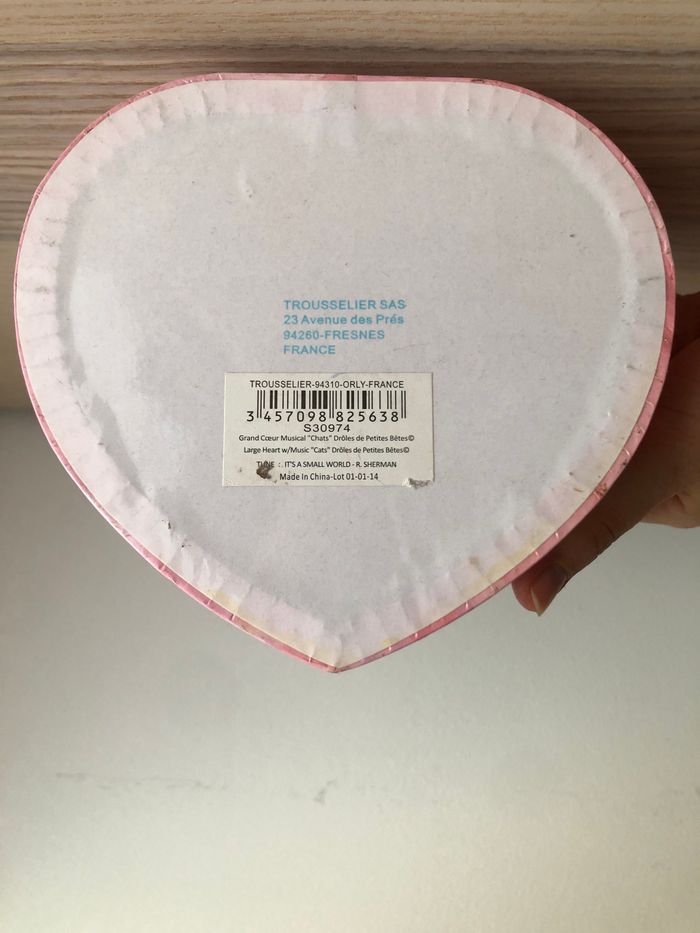 TROUSSELIER SAS
23 Avenue des Prés
94260-FRESNES
FRANCE
TROUSSELIER-94310-ORLY-FRANCE
3 457098 825638
S30974
Grand Cœur Musical "Chats" Drôles de Petites Bêtes©
Large Heart w/Music "Cats" Drôles de Petites Bêtes©
TUNE : IT'S A SMALL WORLD - R. SHERMAN
Made In China-Lot 01-01-14